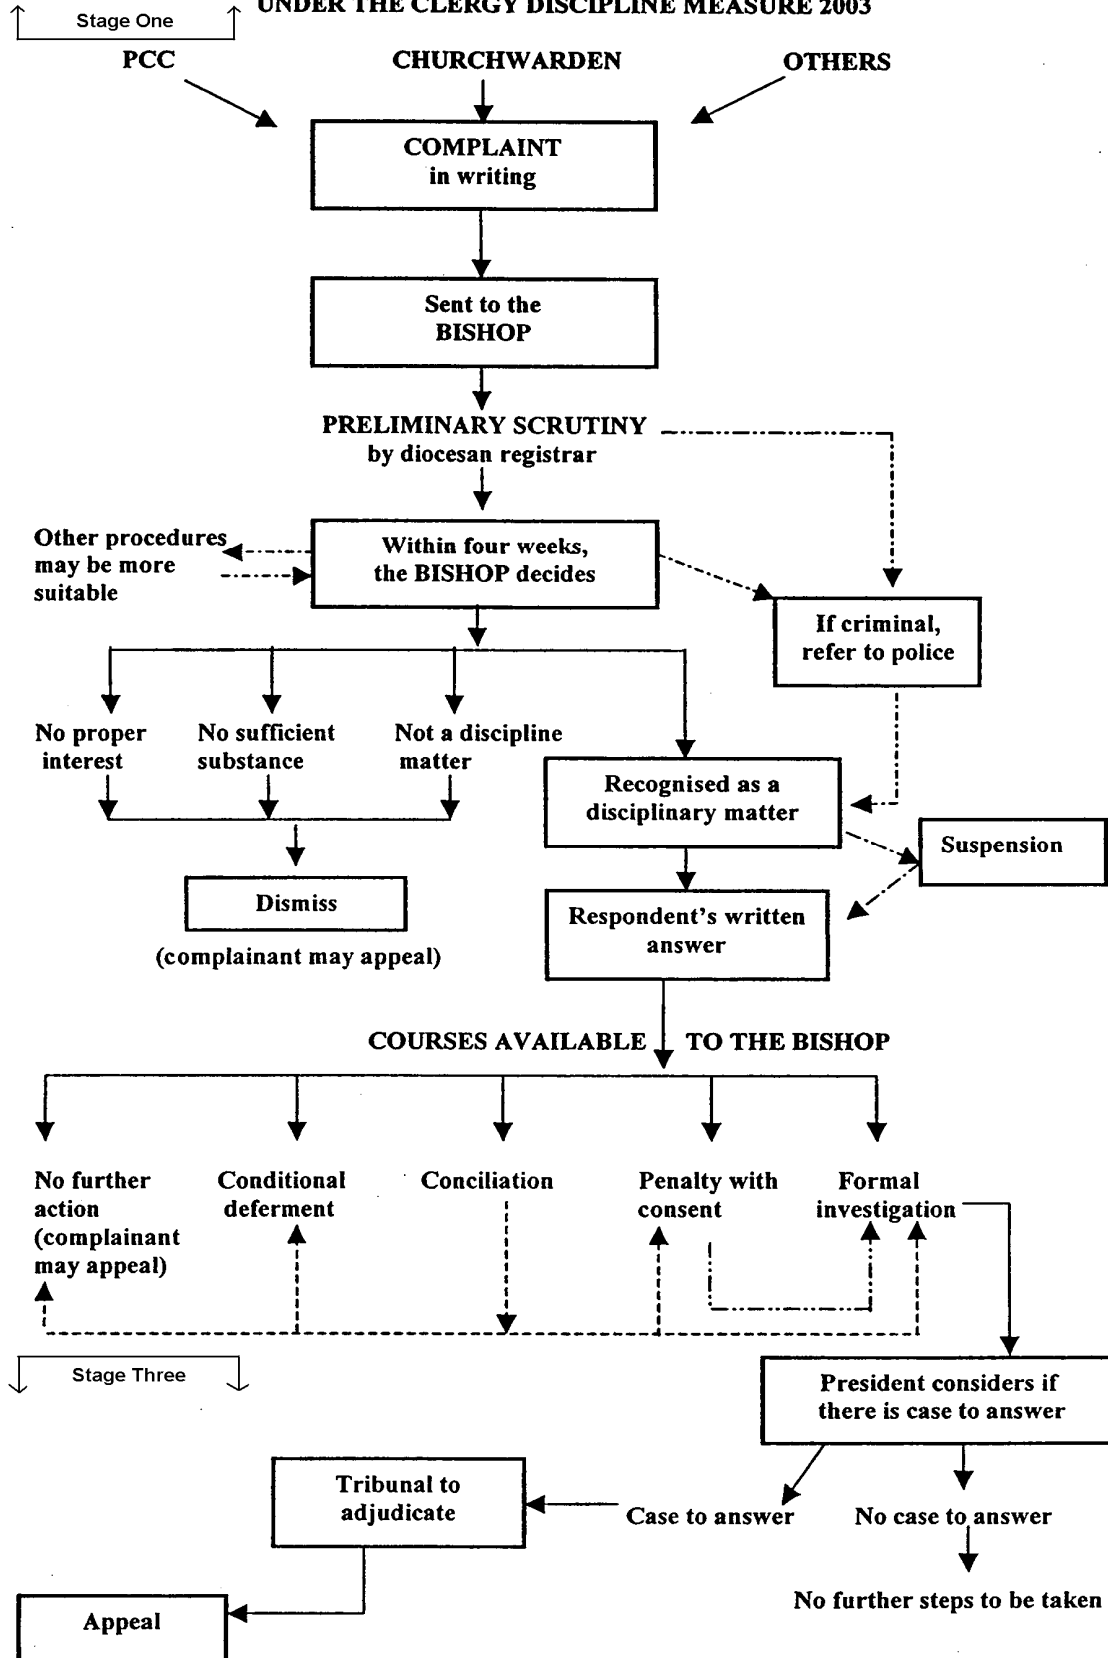 UNDER THE CLERGY DISCIPLINE MEASURE 2003
Stage One
PCC
CHURCHWARDEN
OTHERS
COMPLAINT
in writing
Sent to the
BISHOP
PRELIMINARY SCRUTINY
by diocesan registrar
Other procedures
may be more
suitable
Within four weeks,
the BISHOP decides
If criminal,
refer to police
No proper
interest
No sufficient
substance
Not a discipline
matter
Recognised as a
disciplinary matter
Suspension
Dismiss
(complainant may appeal)
Respondent's written
answer
COURSES AVAILABLE TO THE BISHOP
No further
action
(complainant
may appeal)
Conditional
deferment
Conciliation
Penalty with
consent
Formal
investigation
Stage Three
President considers if
there is case to answer
Tribunal to
adjudicate
Case to answer
No case to answer
No further steps to be taken
Appeal